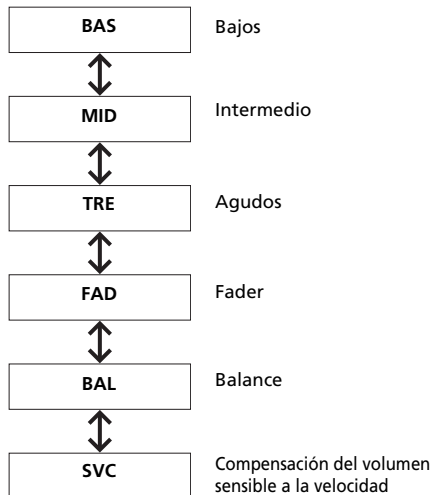 BAS Bajos
MID Intermedio
TRE Agudos
FAD Fader
BAL Balance
SVC Compensación del volumen
sensible a la velocidad